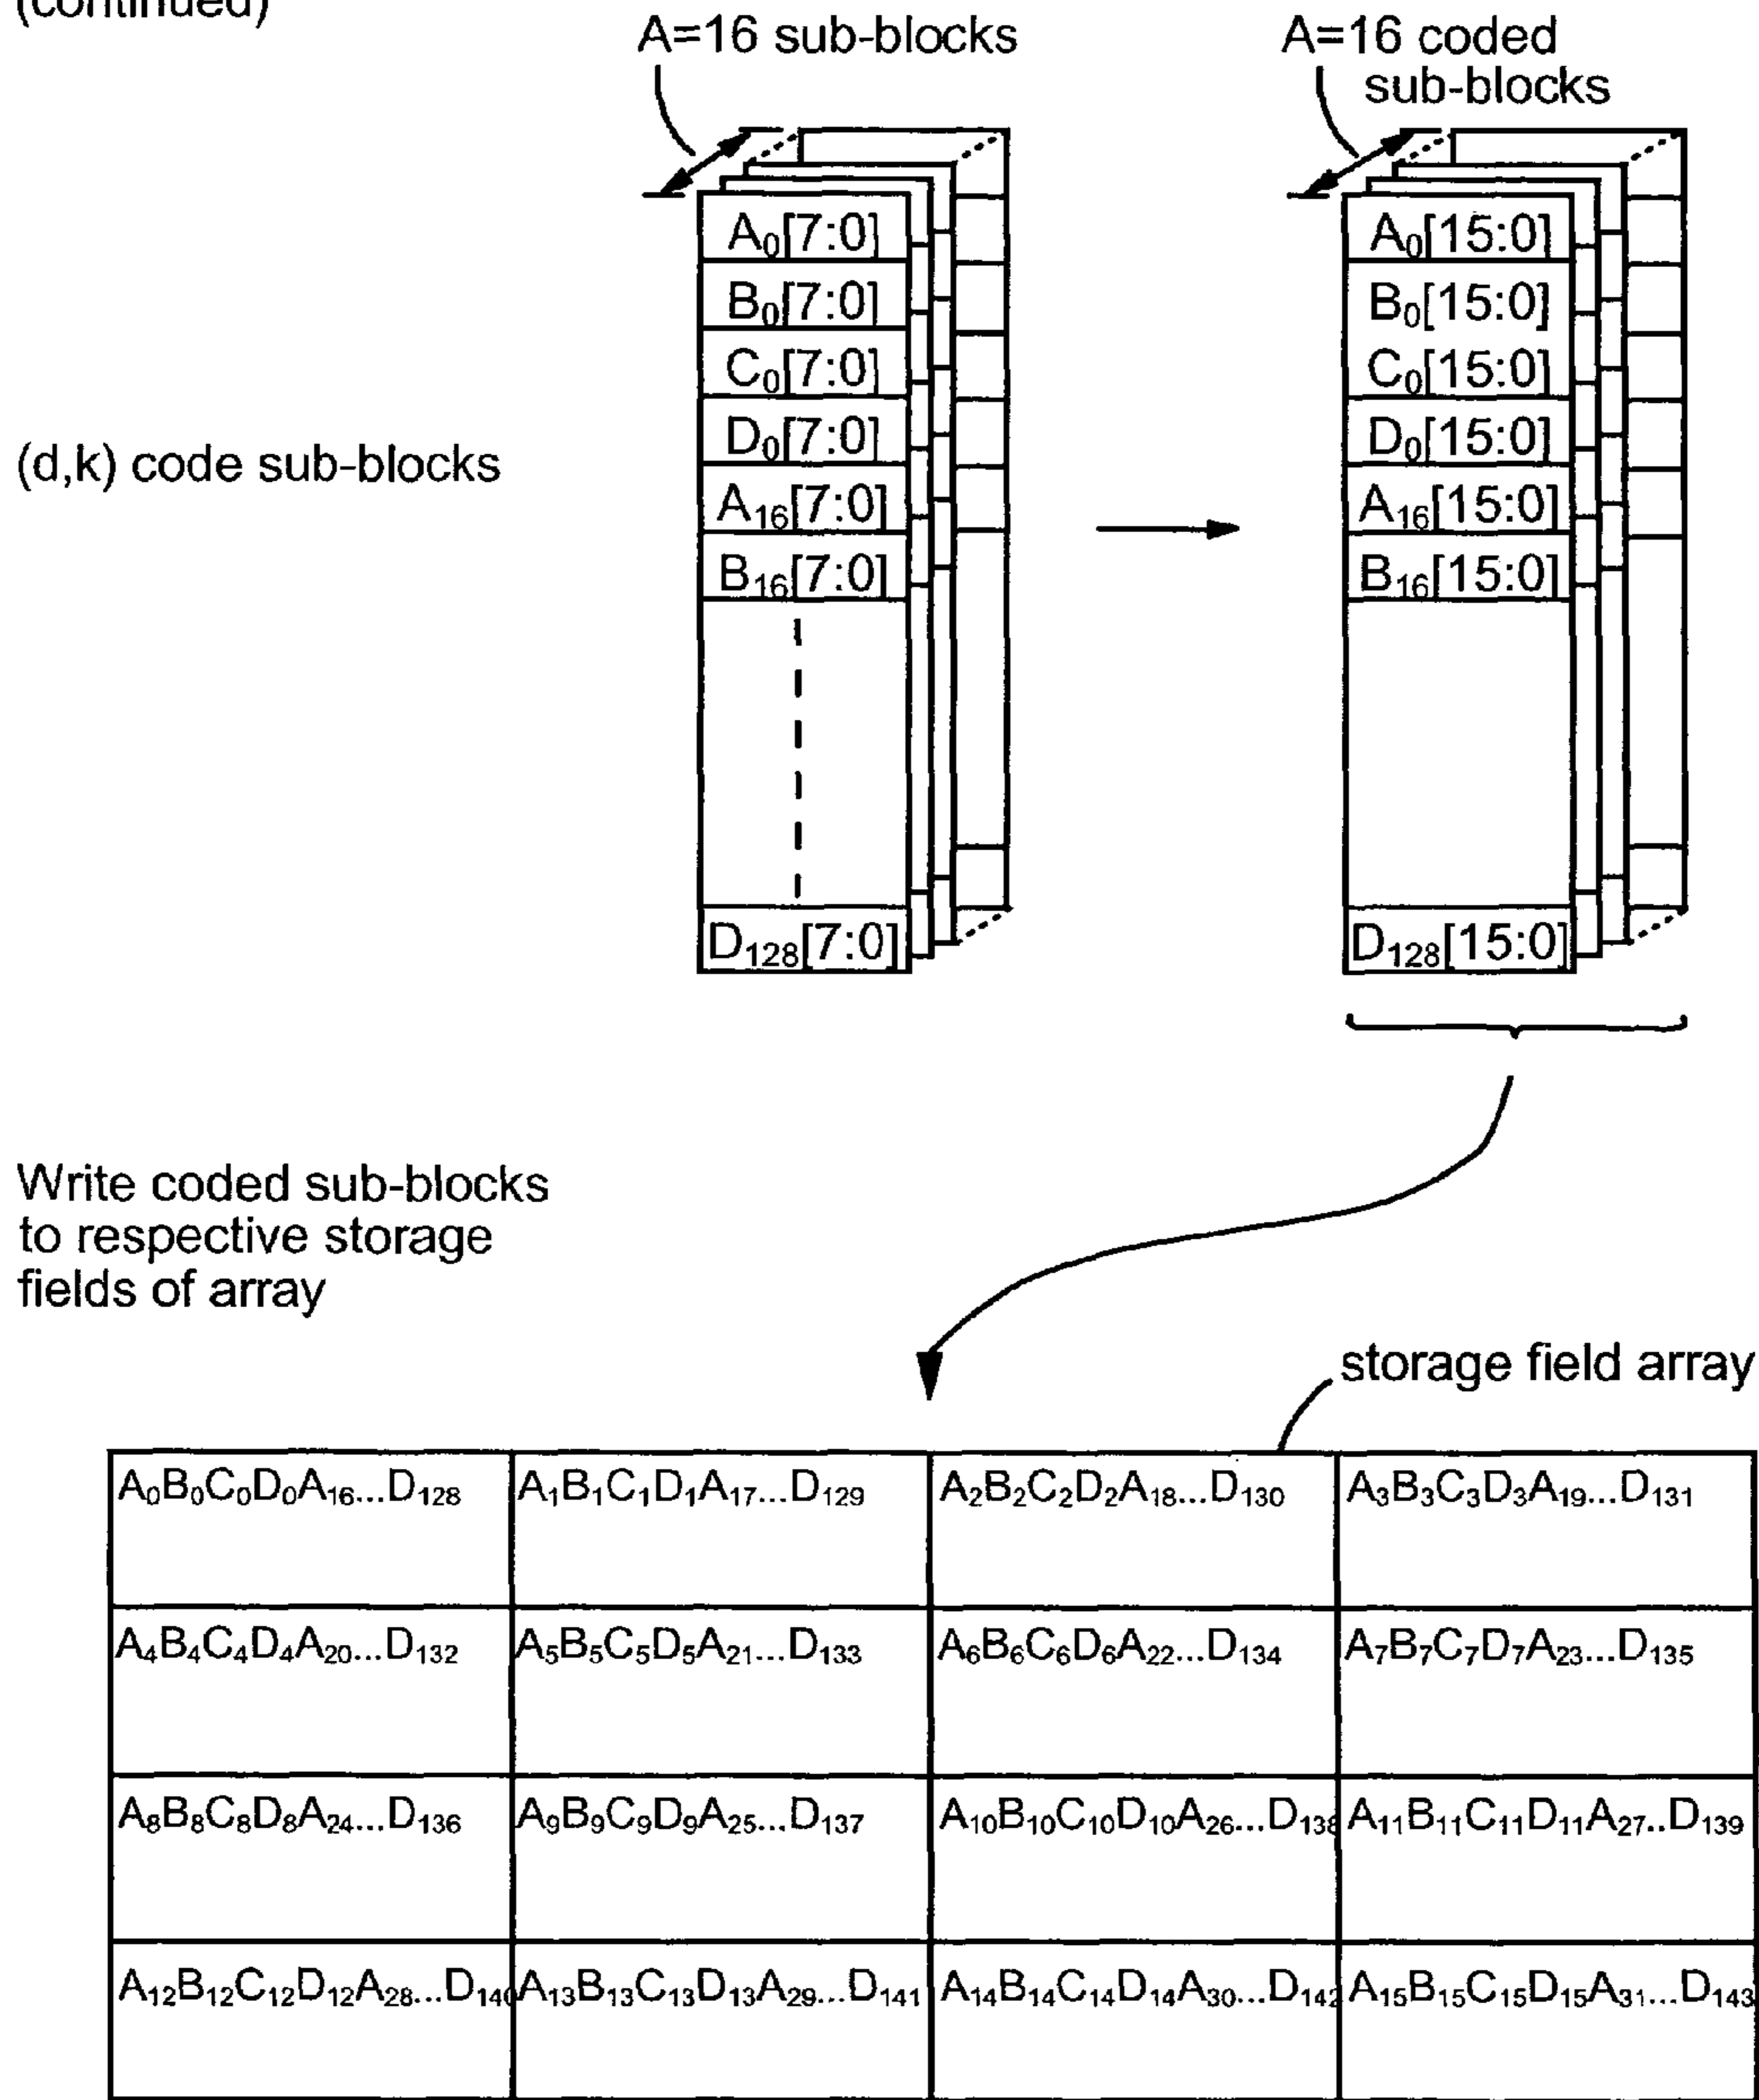 (continued)
A=16 sub-blocks
A=16 coded
sub-blocks
A₀[7:0]
B₀[7:0]
C₀[7:0]
D₀[7:0]
A₁₆[7:0]
B₁₆[7:0]
D₁₂₈[7:0]
A₀[15:0]
B₀[15:0]
C₀[15:0]
D₀[15:0]
A₁₆[15:0]
B₁₆[15:0]
D₁₂₈[15:0]
(d,k) code sub-blocks
Write coded sub-blocks
to respective storage
fields of array
storage field array
A₀B₀C₀D₀A₁₆...D₁₂₈
A₁B₁C₁D₁A₁₇...D₁₂₉
A₂B₂C₂D₂A₁₈...D₁₃₀
A₃B₃C₃D₃A₁₉...D₁₃₁
A₄B₄C₄D₄A₂₀...D₁₃₂
A₅B₅C₅D₅A₂₁...D₁₃₃
A₆B₆C₆D₆A₂₂...D₁₃₄
A₇B₇C₇D₇A₂₃...D₁₃₅
A₈B₈C₈D₈A₂₄...D₁₃₆
A₉B₉C₉D₉A₂₅...D₁₃₇
A₁₀B₁₀C₁₀D₁₀A₂₆...D₁₃₈
A₁₁B₁₁C₁₁D₁₁A₂₇..D₁₃₉
A₁₂B₁₂C₁₂D₁₂A₂₈...D₁₄₀
A₁₃B₁₃C₁₃D₁₃A₂₉...D₁₄₁
A₁₄B₁₄C₁₄D₁₄A₃₀...D₁₄₂
A₁₅B₁₅C₁₅D₁₅A₃₁...D₁₄₃